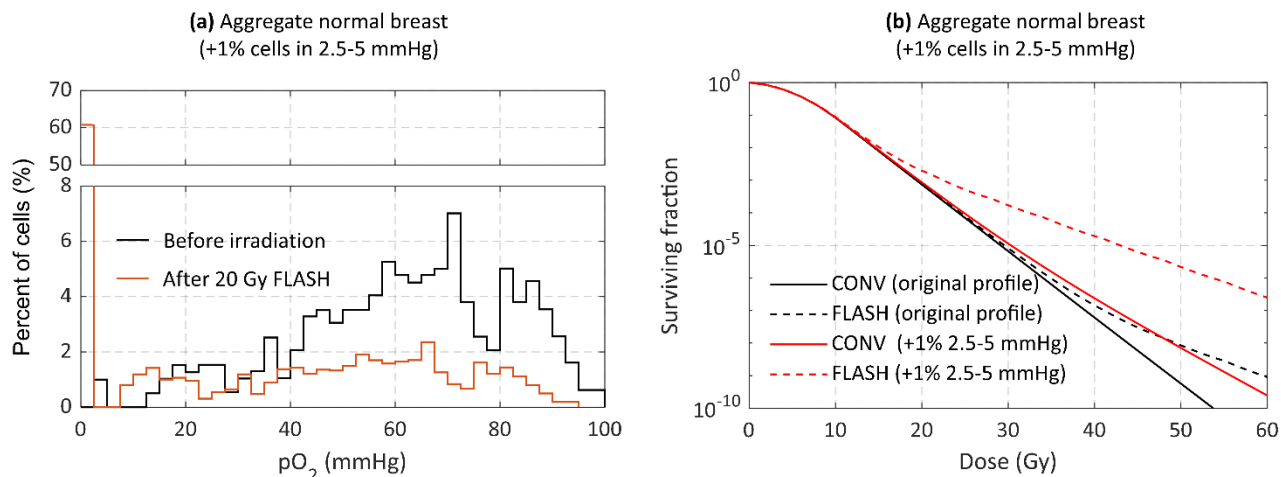 (a) Aggregate normal breast
(+1% cells in 2.5-5 mmHg)
70
60
50
8
6
4
2
0
Percent of cells (%)
Before irradiation
After 20 Gy FLASH
0 20 40 60 80 100
pO2 (mmHg)
(b) Aggregate normal breast
(+1% cells in 2.5-5 mmHg)
10^0
10^-5
10^-10
Surviving fraction
CONV (original profile)
FLASH (original profile)
CONV (+1% 2.5-5 mmHg)
FLASH (+1% 2.5-5 mmHg)
0 10 20 30 40 50 60
Dose (Gy)